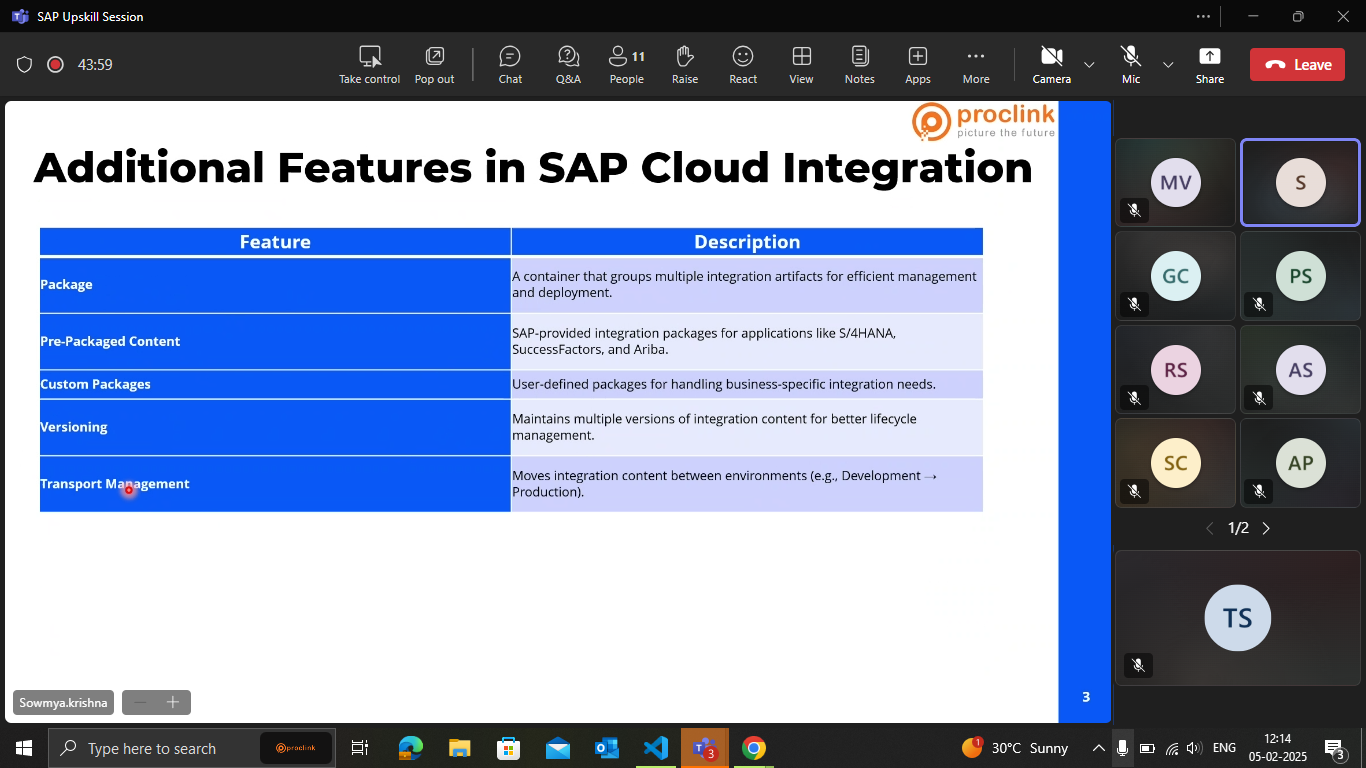 SAP Upskill Session
43:59
Take control
Pop out
Chat
Q&A
11
People
Raise
React
View
Notes
Apps
More
Camera
Mic
Share
Leave
proclink
picture the future
Additional Features in SAP Cloud Integration
Feature
Description
Package
A container that groups multiple integration artifacts for efficient management
and deployment.
Pre-Packaged Content
SAP-provided integration packages for applications like S/4HANA,
SuccessFactors, and Ariba.
Custom Packages
User-defined packages for handling business-specific integration needs.
Versioning
Maintains multiple versions of integration content for better lifecycle
management.
Transport Management
Moves integration content between environments (e.g., Development →
Production).
3
Sowmya.krishna
MV
S
GC
PS
RS
AS
SC
AP
1/2
TS
Type here to search
proclink
3
1
30°C Sunny
ENG
12:14
05-02-2025
3